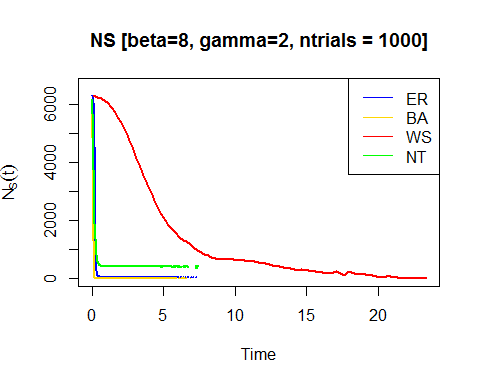 NS [beta=8, gamma=2, ntrials = 1000]
ER
BA
WS
NT
6000
4000
2000
0
NS(t)
0 5 10 15 20
Time